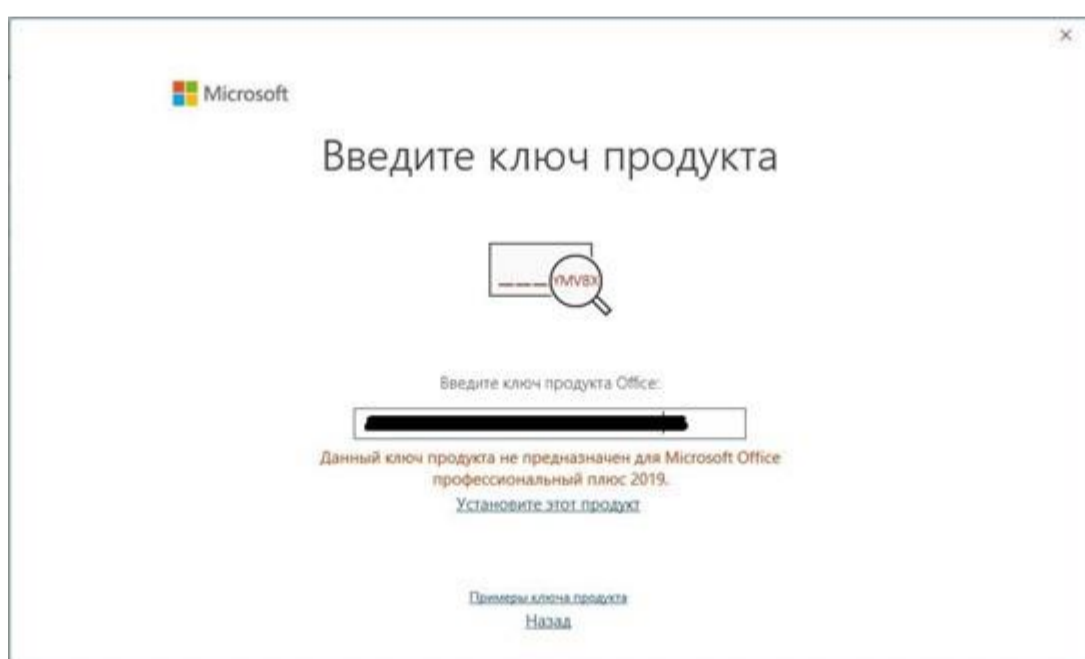 Microsoft
Введите ключ продукта
YMVBX
Введите ключ продукта Office:
Данный ключ продукта не предназначен для Microsoft Office
профессиональный плюс 2019.
Установите этот продукт
Примеры ключа продукта
Назад